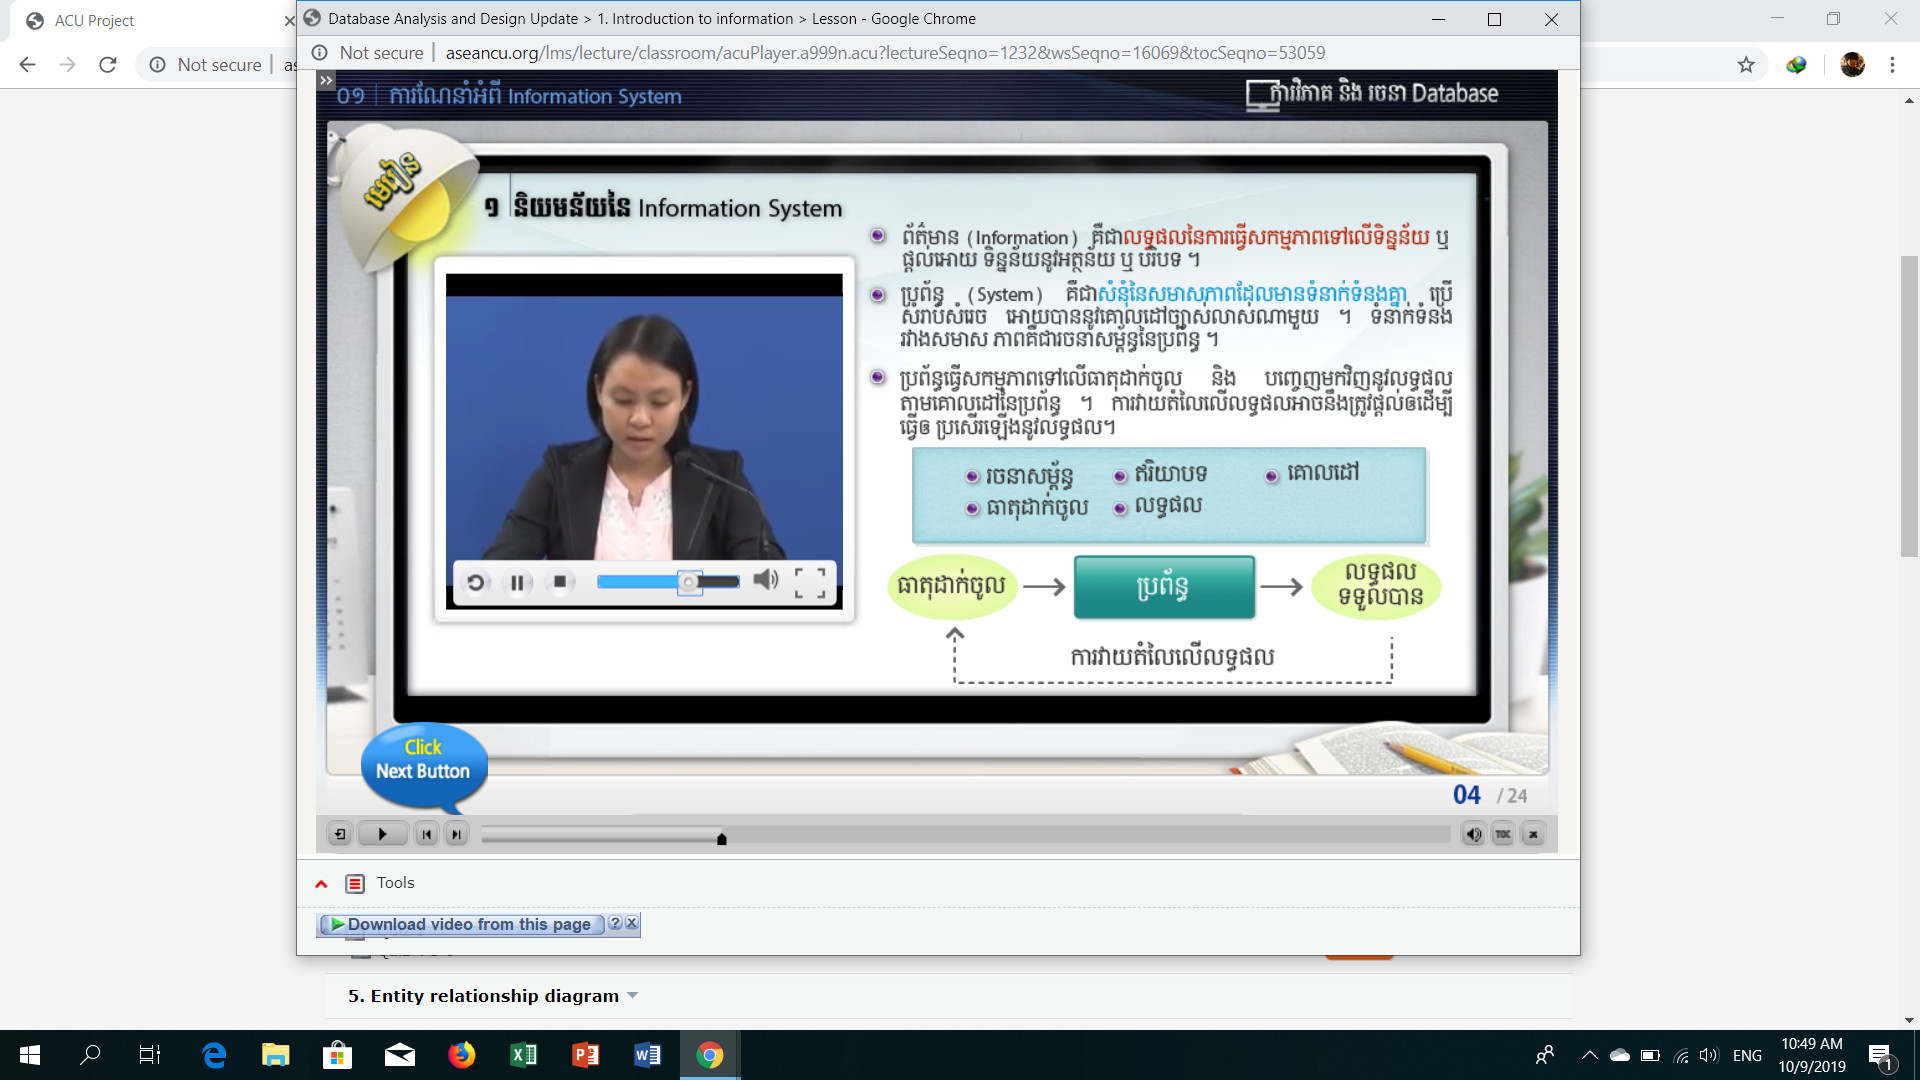 ACU Project
Database Analysis and Design Update > 1. Introduction to information > Lesson - Google Chrome
Not secure
Not secure | aseancu.org/lms/lecture/classroom/acuPlayer.a999n.acu?lectureSeqno=1232&wsSeqno=16069&tocSeqno=53059
០១ ការណែនាំអំពី Information System
ការវិភាគ និង រចនា Database
មេរៀន
១ និយមន័យនៃ Information System
ព័ត៌មាន (Information) គឺជាលទ្ធផលនៃការធ្វើសកម្មភាពទៅលើទិន្នន័យ ឬ
ផ្តល់អោយ ទិន្នន័យនូវអត្ថន័យ ឬ បរិបទ ។
ប្រព័ន្ធ (System) គឺជាសំនុំនៃសមាសភាពដែលមានទំនាក់ទំនងគ្នា ប្រើ
សំរាប់សំរេច អោយបាននូវគោលដៅច្បាស់លាស់ណាមួយ ។ ទំនាក់ទំនង
រវាងសមាស ភាពគឺជារចនាសម្ព័ន្ធនៃប្រព័ន្ធ ។
ប្រព័ន្ធធ្វើសកម្មភាពទៅលើធាតុដាក់ចូល និង បញ្ចេញមកវិញនូវលទ្ធផល
តាមគោលដៅនៃប្រព័ន្ធ ។ ការវាយតំលៃលើលទ្ធផលអាចនឹងត្រូវផ្តល់ឲដើម្បី
ធ្វើឲ ប្រសើរឡើងនូវលទ្ធផល។
រចនាសម្ព័ន្ធ ឥរិយាបទ គោលដៅ
ធាតុដាក់ចូល លទ្ធផល
ធាតុដាក់ចូល ប្រព័ន្ធ លទ្ធផល
ទទួលបាន
ការវាយតំលៃលើលទ្ធផល
Click
Next Button
04 / 24
TOC
Tools
Download video from this page
5. Entity relationship diagram
ENG
10:49 AM
10/9/2019
1